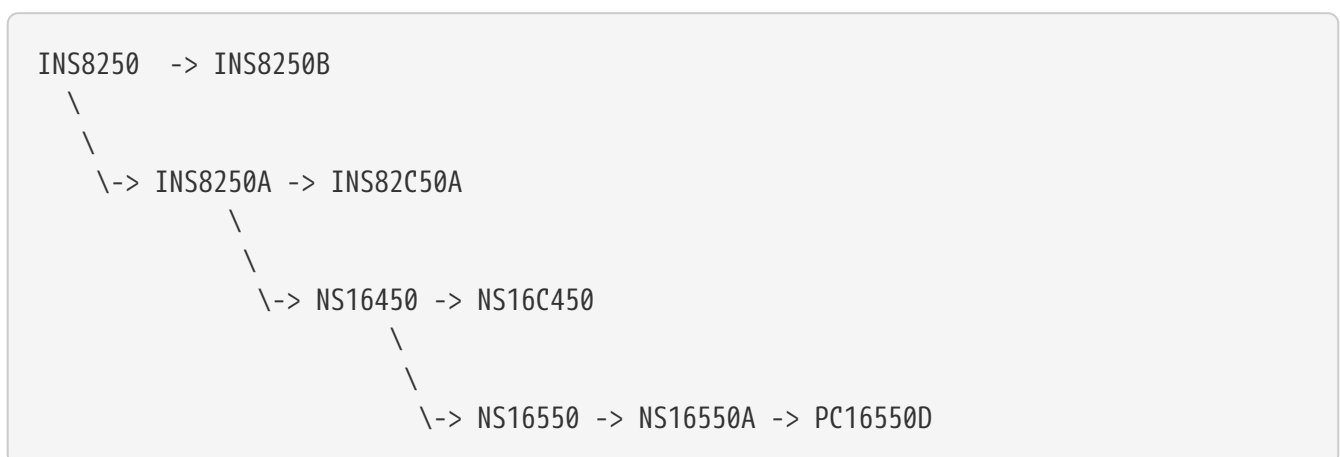 INS8250  -> INS8250B
  \
   \
    \-> INS8250A -> INS82C50A
             \
              \
               \-> NS16450 -> NS16C450
                        \
                         \
                          \-> NS16550 -> NS16550A -> PC16550D